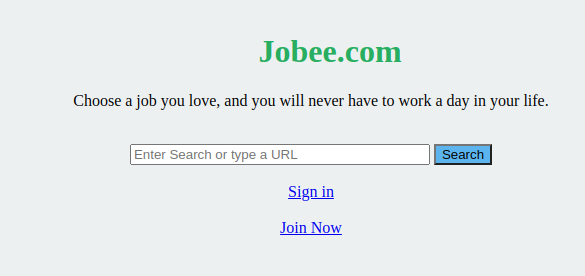 Jobee.com
Choose a job you love, and you will never have to work a day in your life.
Enter Search or type a URL Search
Sign in
Join Now